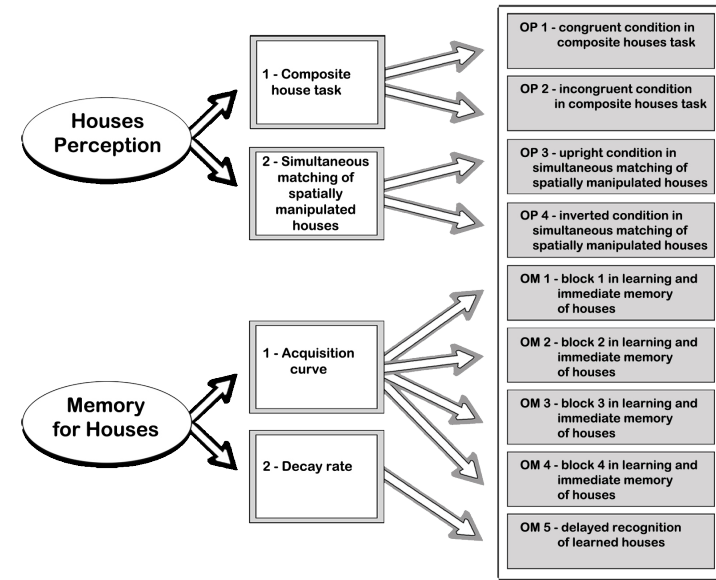 Houses
Perception
1 - Composite
house task
2 - Simultaneous
matching of
spatially
manipulated
houses
Memory
for Houses
1 - Acquisition
curve
2 - Decay rate
OP 1 - congruent condition in
composite houses task
OP 2 - incongruent condition
in composite houses task
OP 3 - upright condition in
simultaneous matching of
spatially manipulated houses
OP 4 - inverted condition in
simultaneous matching of
spatially manipulated houses
OM 1 - block 1 in learning and
immediate memory
of houses
OM 2 - block 2 in learning and
immediate memory
of houses
OM 3 - block 3 in learning and
immediate memory
of houses
OM 4 - block 4 in learning and
immediate memory
of houses
OM 5 - delayed recognition
of learned houses